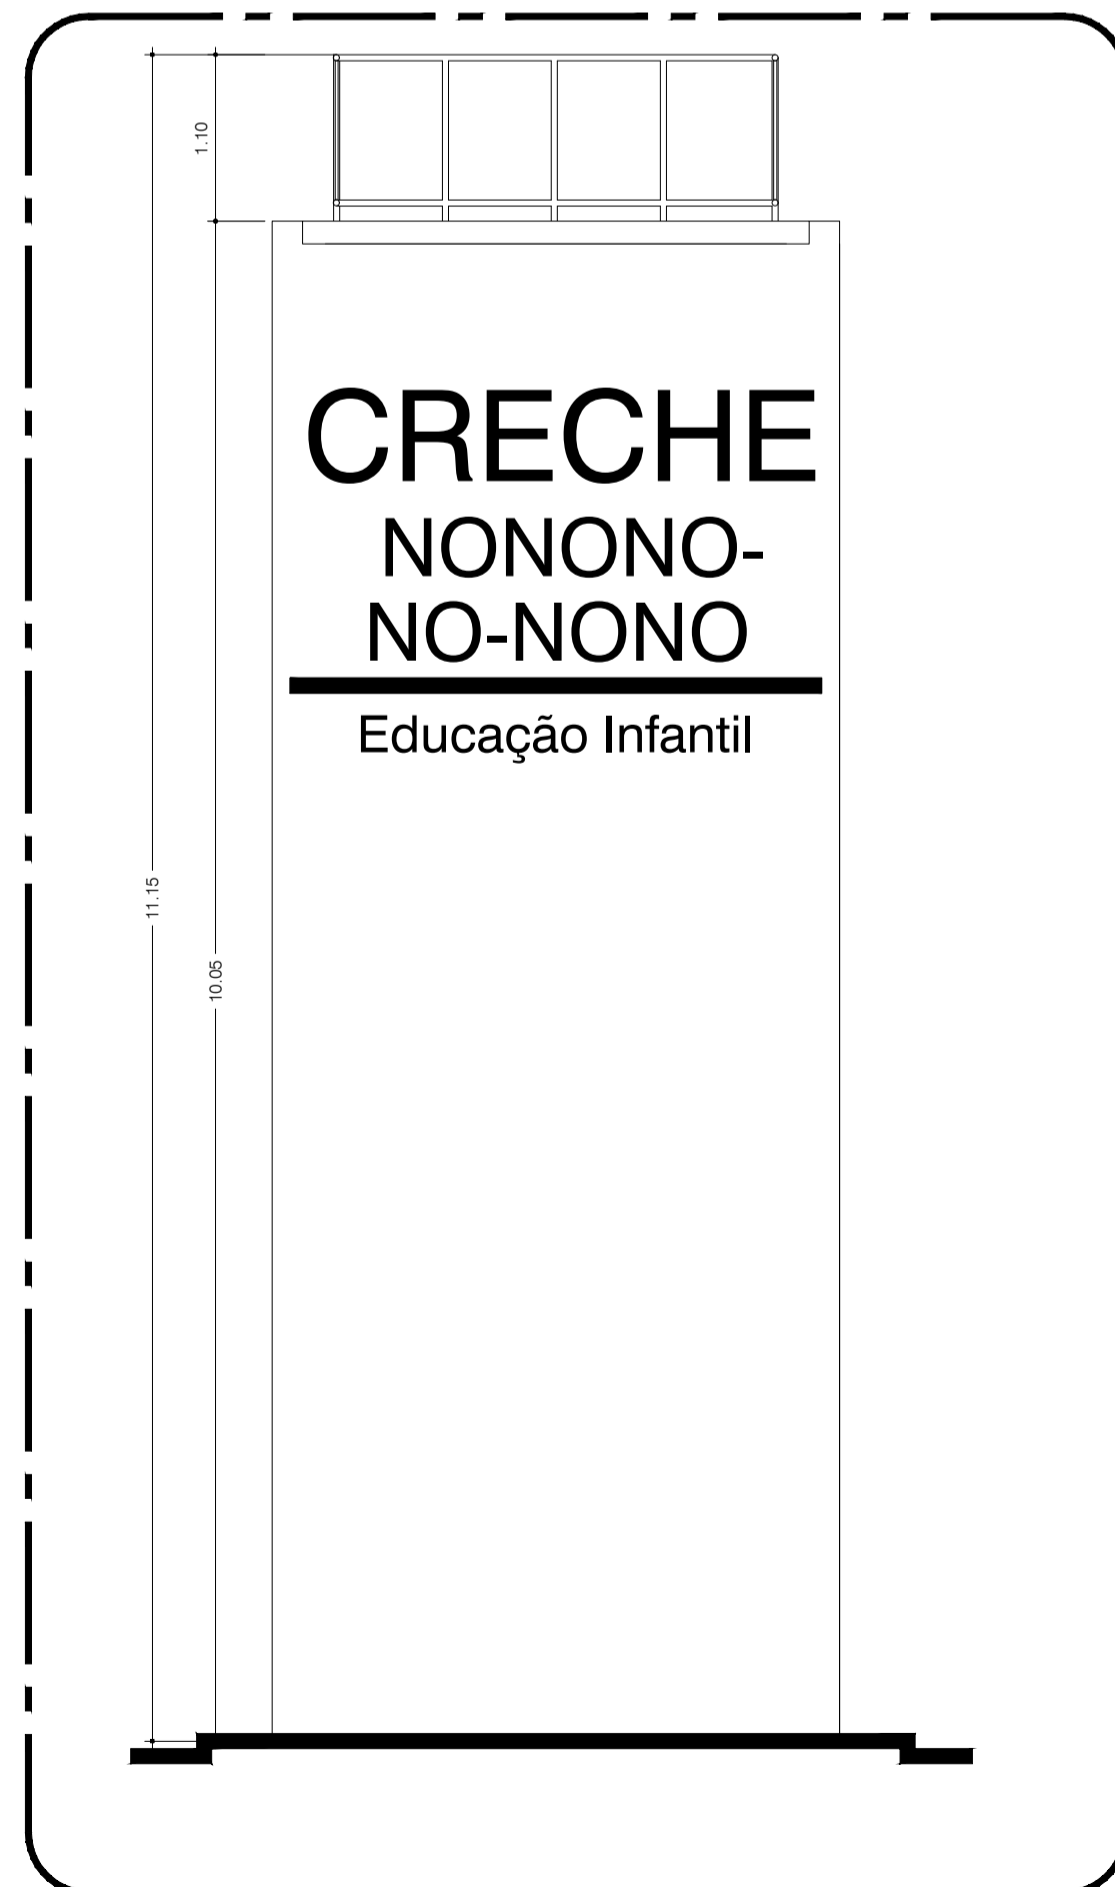 1.10
CRECHE
NONONO-
NO-NONO
Educação Infantil
11.15
10.05